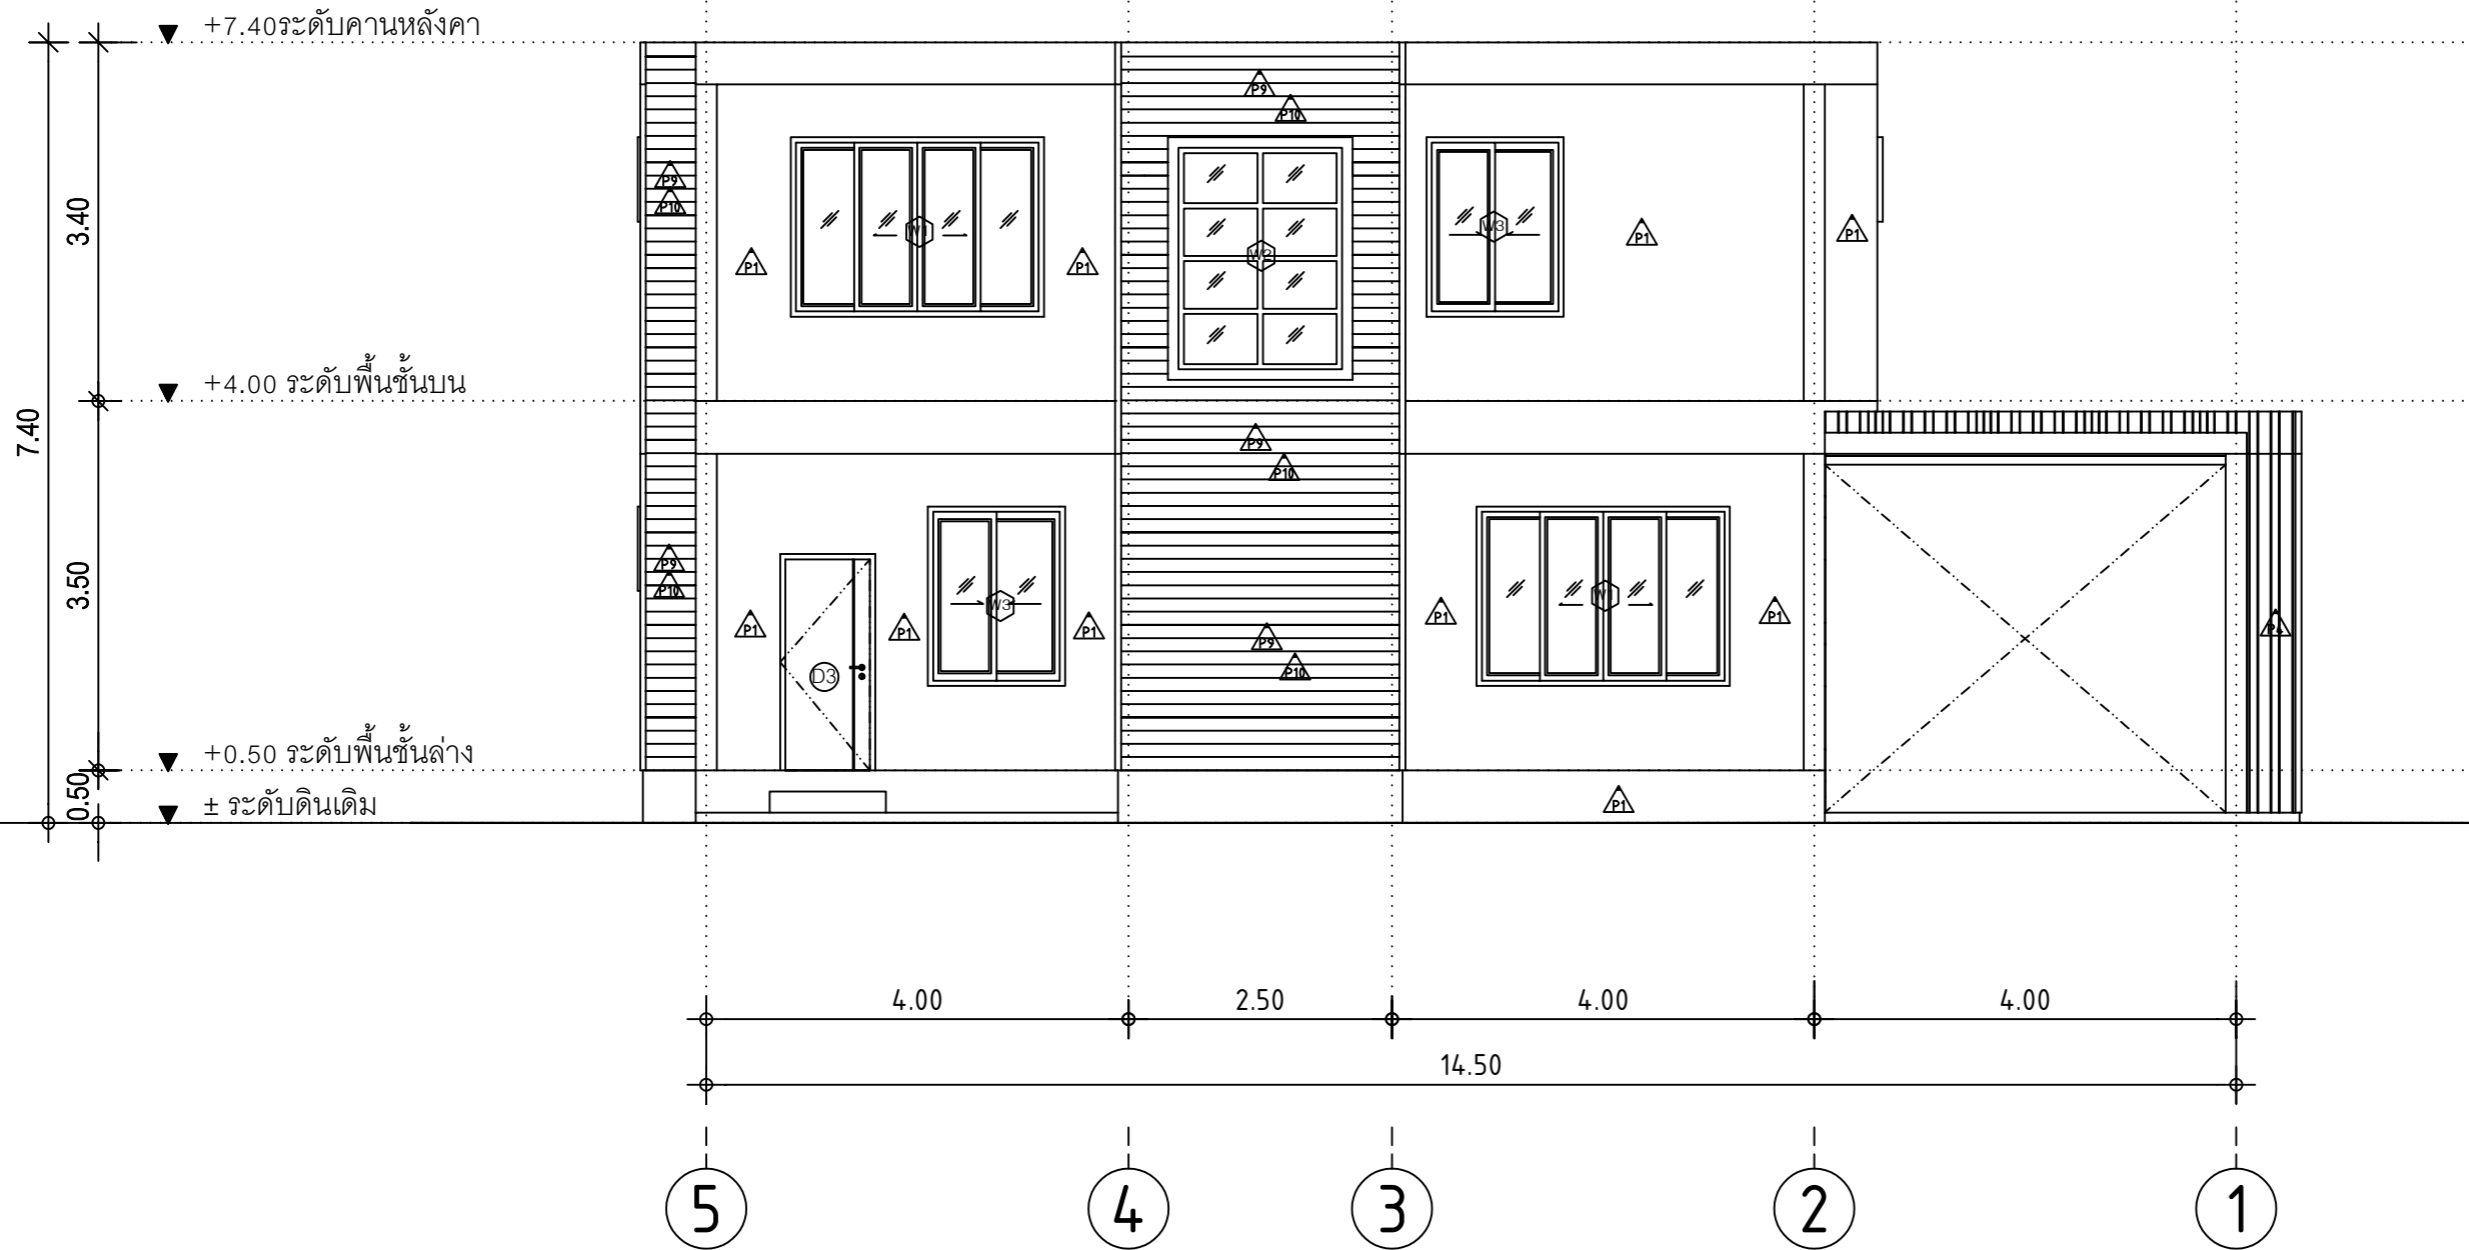 +7.40ระดับคานหลังคา
P9
P10
P9
P10
3.40
W1
W2
W3
P1
P1
P1
P1
+4.00 ระดับพื้นชั้นบน
7.40
P9
P10
P9
P10
3.50
W3
W1
P1
P1
P1
P1
P1
P4
P9
P10
D3
+0.50 ระดับพื้นชั้นล่าง
0.50
± ระดับดินเดิม
P1
4.00 2.50 4.00 4.00
14.50
5 4 3 2 1